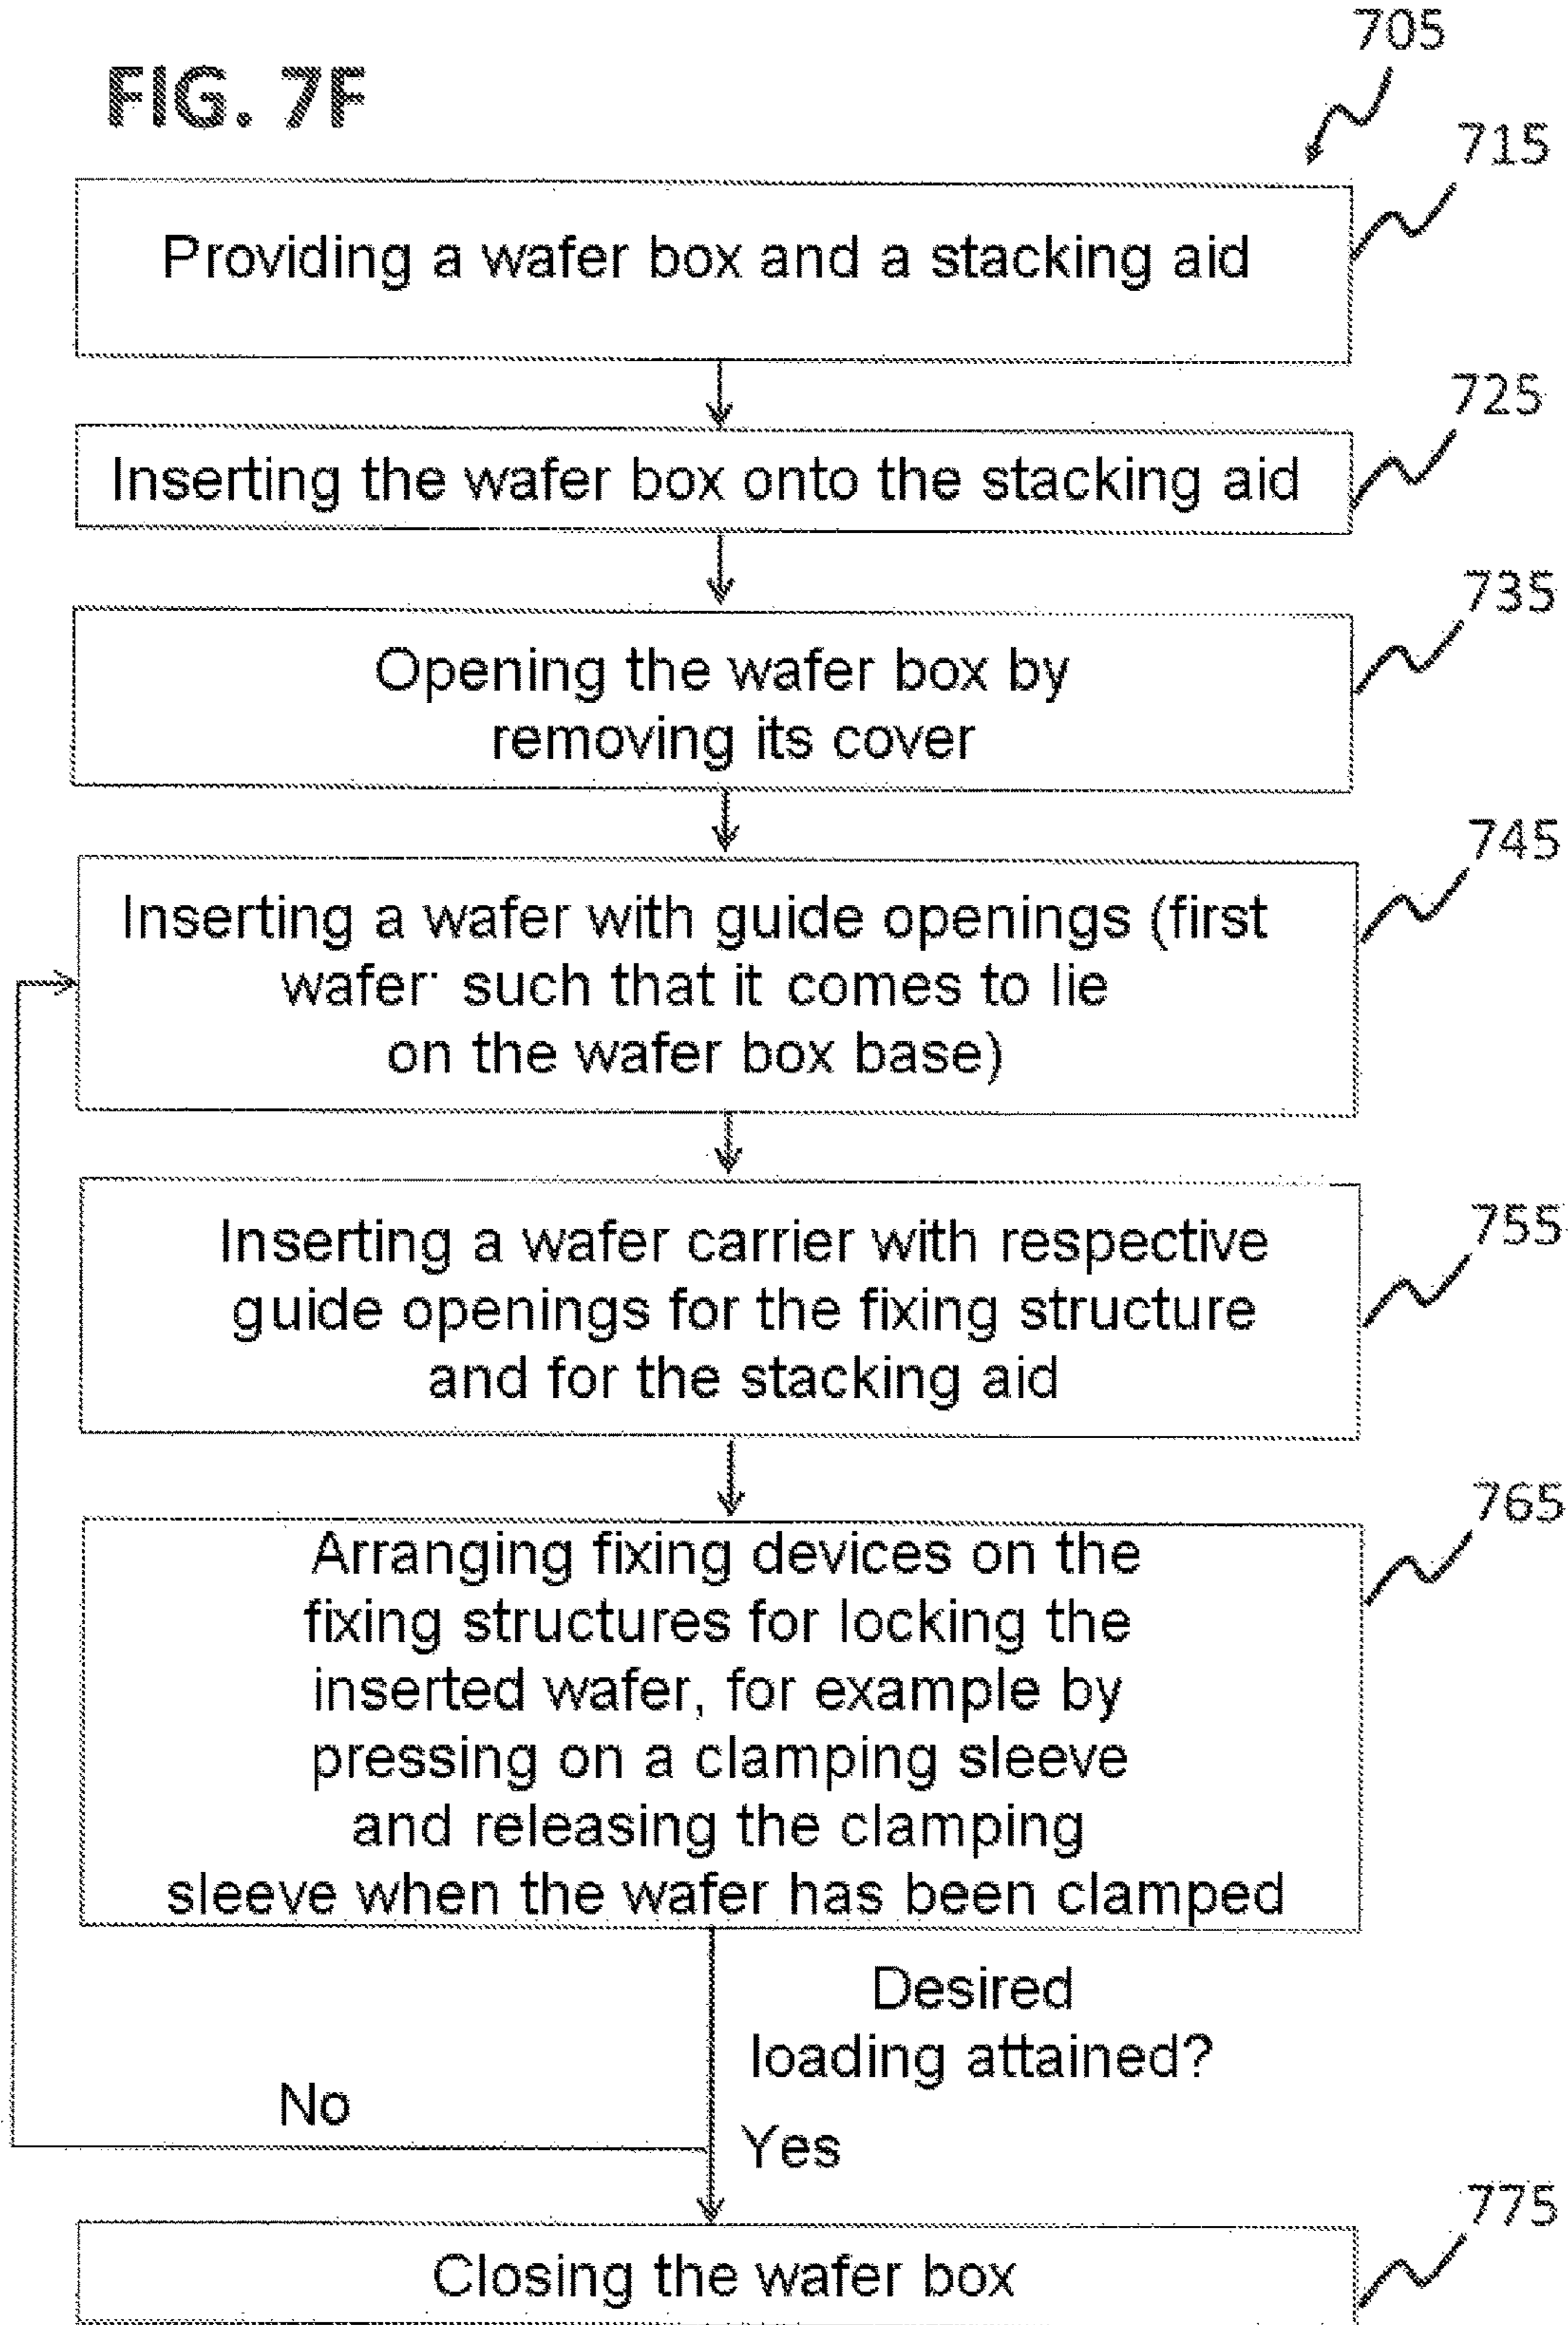 FIG. 7F
705
715
Providing a wafer box and a stacking aid
725
Inserting the wafer box onto the stacking aid
735
Opening the wafer box by
removing its cover
745
Inserting a wafer with guide openings (first
wafer such that it comes to lie
on the wafer box base)
755
Inserting a wafer carrier with respective
guide openings for the fixing structure
and for the stacking aid
765
Arranging fixing devices on the
fixing structures for locking the
inserted wafer, for example by
pressing on a clamping sleeve
and releasing the clamping
sleeve when the wafer has been clamped
Desired
loading attained?
No
Yes
775
Closing the wafer box